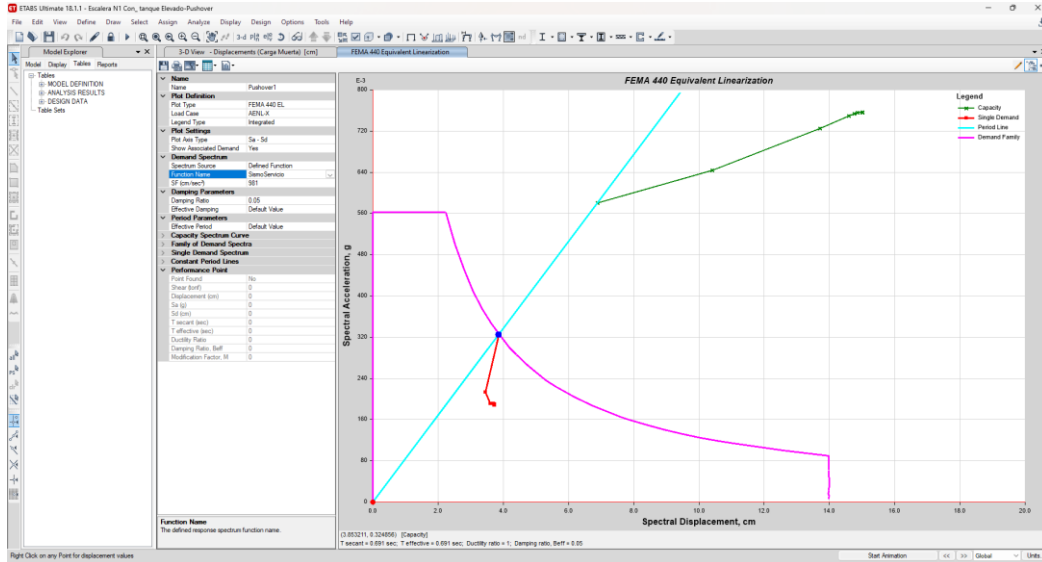 ETABS Ultimate 18.1.1 - Escalera N1 Con_ tanque Elevado-Pushover
File Edit View Define Draw Select Assign Analyze Display Design Options Tools Help
Model Explorer
3-D View - Displacements (Carga Muerta) [cm]
FEMA 440 Equivalent Linearization
Model Display Tables Reports
Tables
MODEL DEFINITION
ANALYSIS RESULTS
DESIGN DATA
Table Sets
Name
Name Pushover1
Plot Definition
Plot Type FEMA 440 EL
Load Case AENL-X
Legend Type Integrated
Plot Settings
Plot Axis Type Sa - Sd
Show Associated Demand Yes
Demand Spectrum
Spectrum Source Defined Function
Function Name SismoServicio
SF (cm/sec²) 981
Damping Parameters
Damping Ratio 0.05
Effective Damping Default Value
Period Parameters
Effective Period Default Value
Capacity Spectrum Curve
Family of Demand Spectra
Single Demand Spectrum
Constant Period Lines
Performance Point
Point Found No
Shear (tonf) 0
Displacement (cm) 0
Sa (g) 0
Sd (cm) 0
T secant (sec) 0
T effective (sec) 0
Ductility Ratio 0
Damping Ratio, Beff 0
Modification Factor, M 0
Function Name
The defined response spectrum function name.
FEMA 440 Equivalent Linearization
E-3
800
720
640
560
480
400
320
240
160
80
0
Spectral Acceleration, g
0.0 2.0 4.0 6.0 8.0 10.0 12.0 14.0 16.0 18.0 20.0
Spectral Displacement, cm
Legend
Capacity
Single Demand
Period Line
Demand Family
(3.853211, 0.324856) [Capacity]
T secant = 0.691 sec; T effective = 0.691 sec; Ductility ratio = 1; Damping ratio, Beff = 0.05
Right Click on any Point for displacement values
Start Animation << >> Global Units.